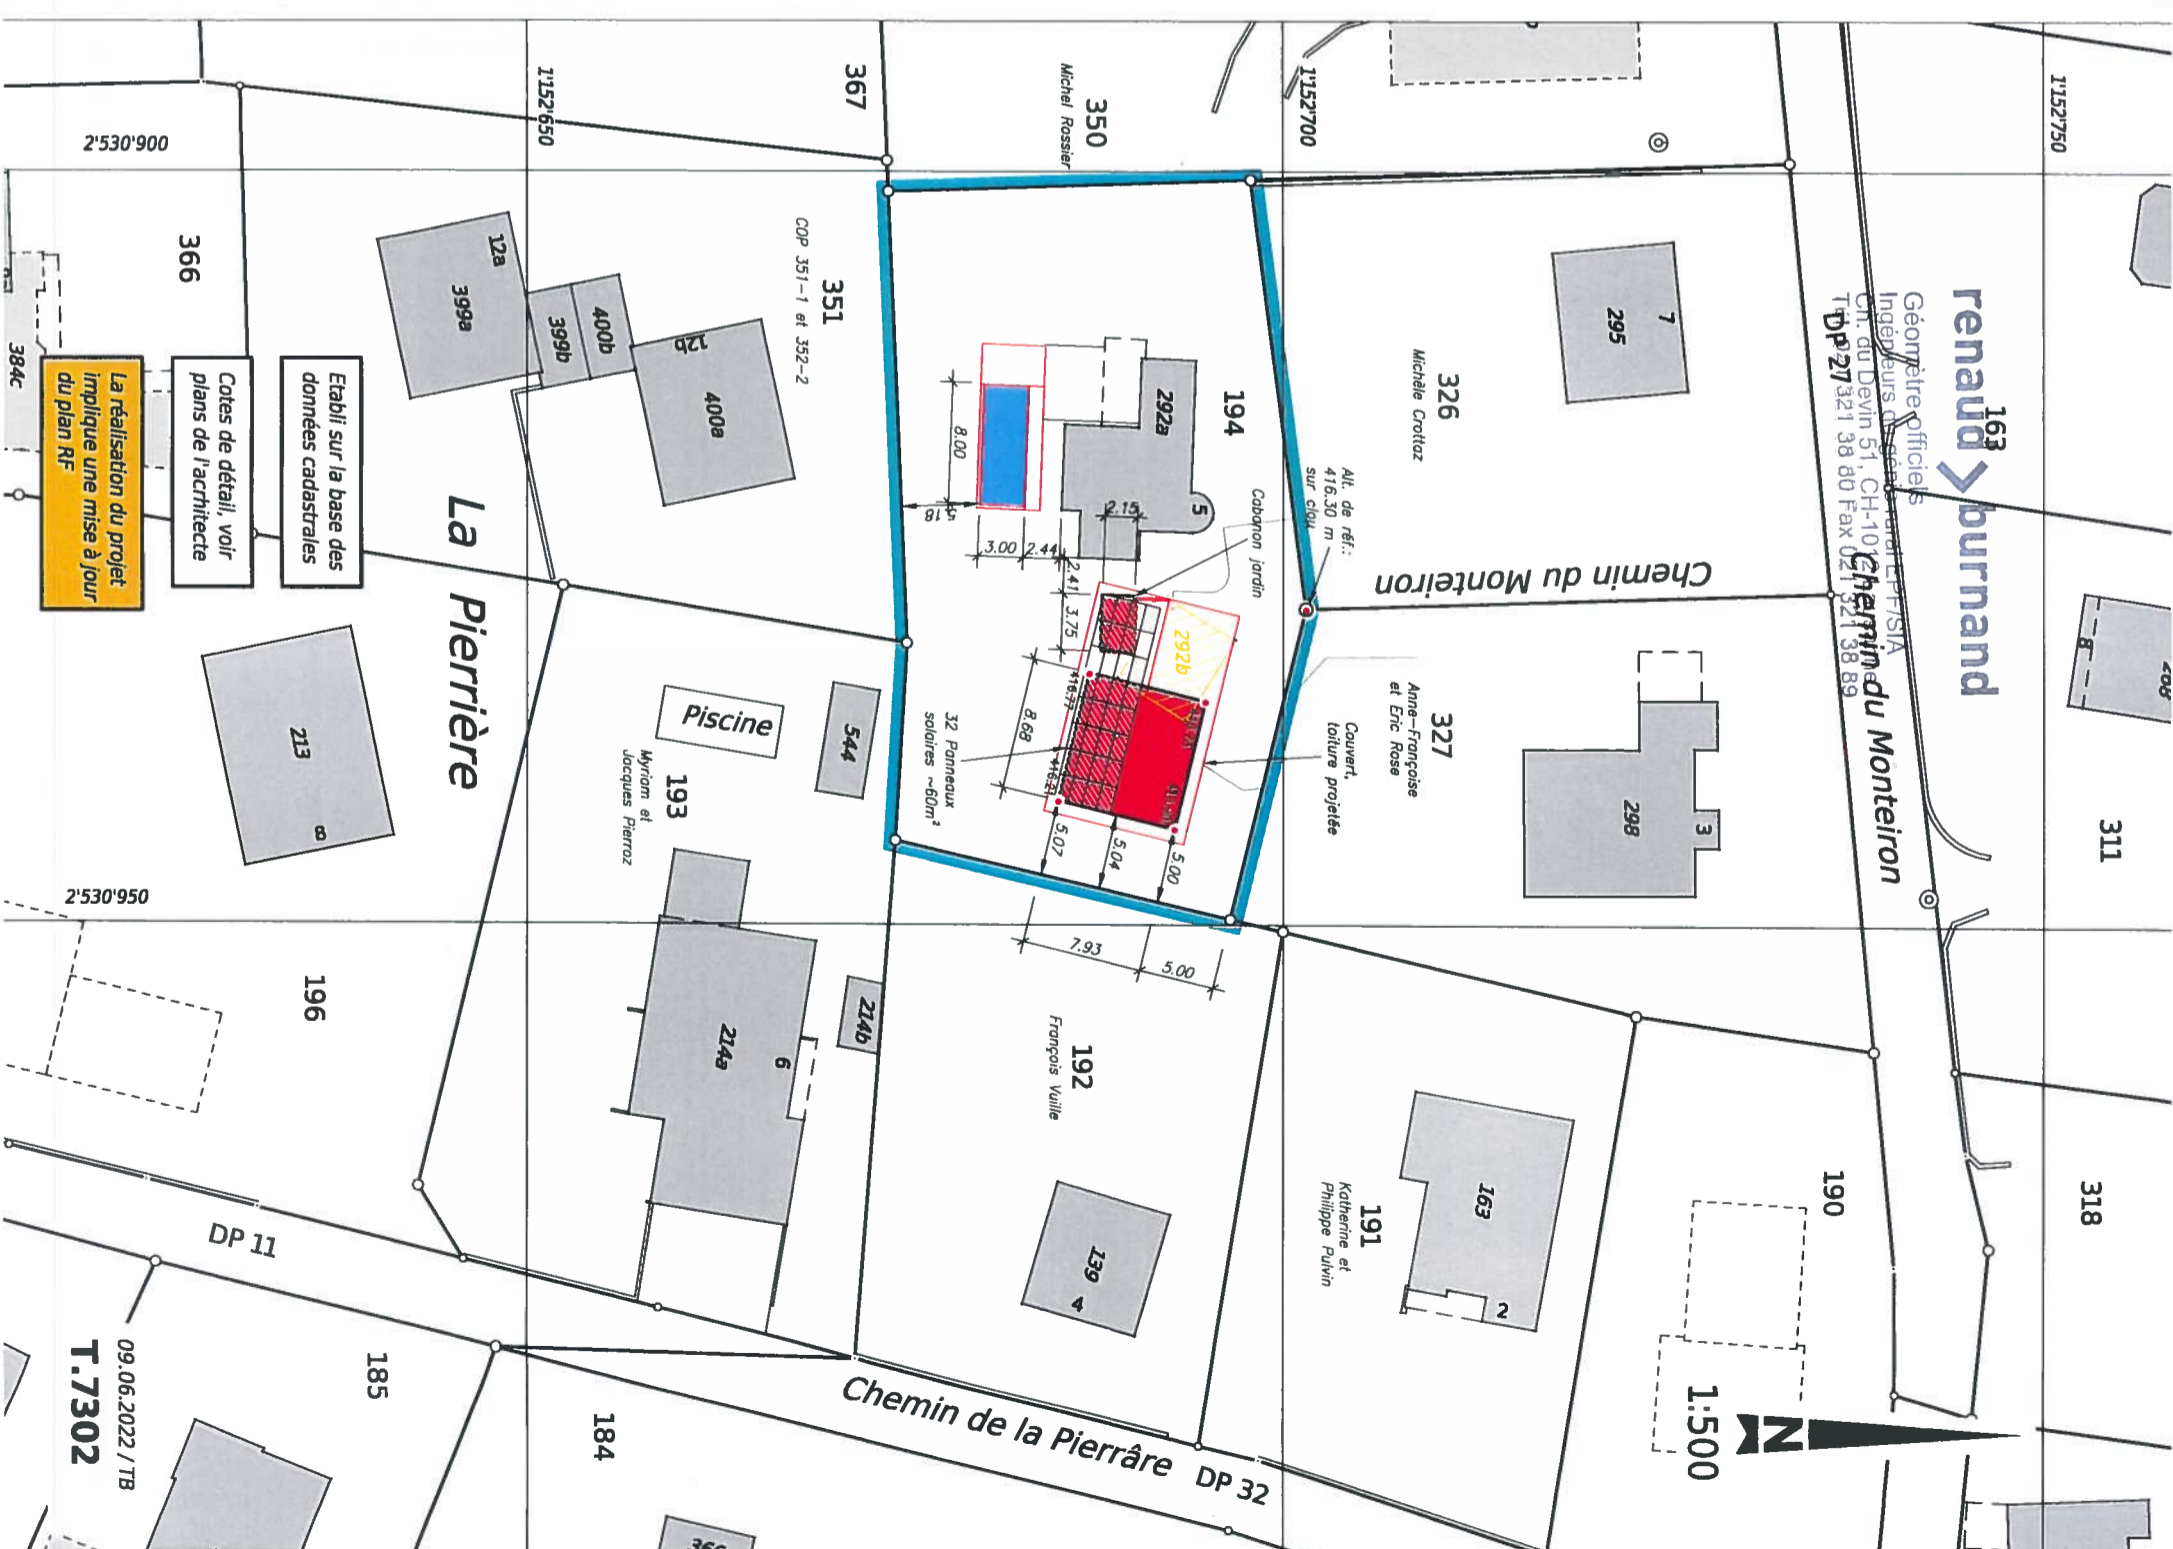 renaud bournand
Géomètre officiels
163
DP 27
Chemin du Monteiron
1'152'750
311
318
8
1'152'700
7
295
326
Michèle Crottaz
Chemin du Monteiron
298
3
327
Anne-Françoise
et Eric Rose
Couvert,
toiture projetée
Alt. de réf.:
416.30 m
sur clou
Cabanon jardin
350
Michel Rossier
367
1'152'650
194
292a
5
292b
8.00
5.18
3.00
2.44
2.15
2.41
3.75
8.68
416.77
5.07
5.04
5.00
7.93
5.00
32 Panneaux
solaires ~60m²
351
COP 351-1 et 352-2
12a
399a
399b
400b
12b
400a
2'530'900
366
384c
Etabli sur la base des
données cadastrales
Cotes de détail, voir
plans de l'acrhitecte
La réalisation du projet
implique une mise à jour
du plan RF
La Pierrière
213
8
Piscine
544
193
Myriam et
Jacques Pierroz
2'530'950
196
214a
6
214b
192
François Vuille
139
4
191
Katherine et
Philippe Pulvin
163
2
190
1:500
N
Chemin de la Pierrâre
DP 32
DP 11
184
185
09.06.2022 / TB
T.7302